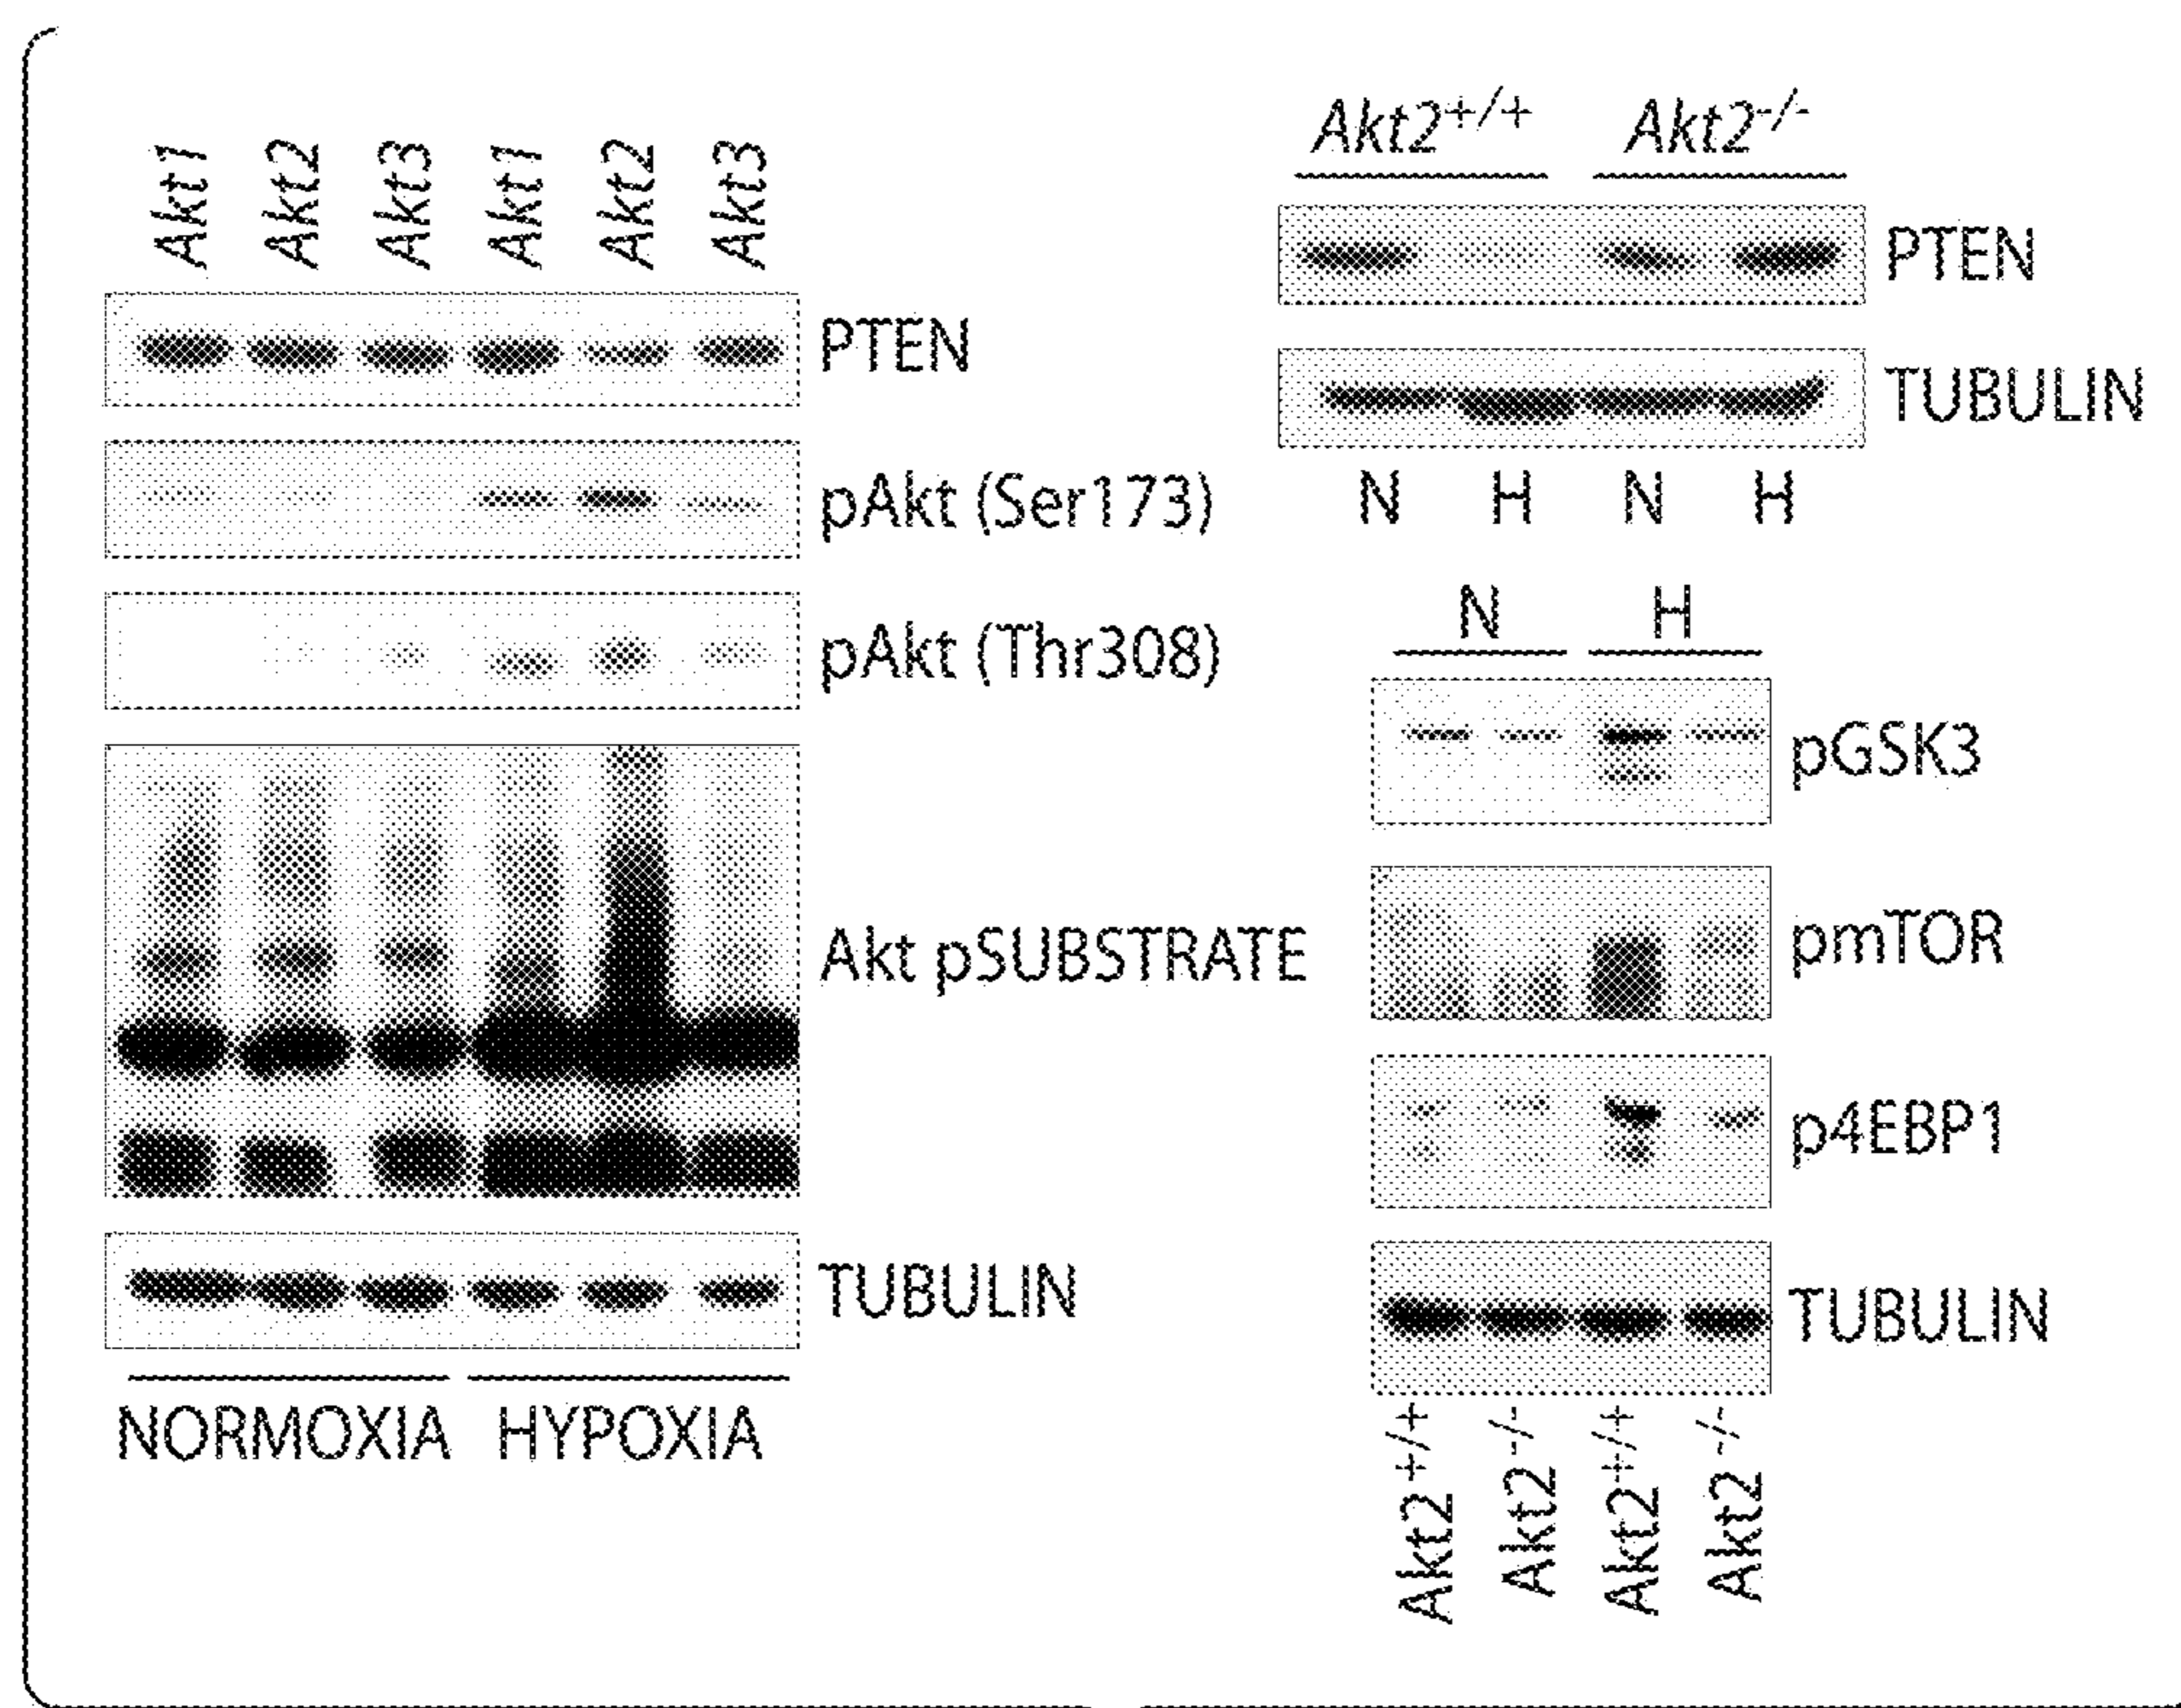 Akt1 Akt2 Akt3 Akt1 Akt2 Akt3
PTEN
pAkt (Ser173)
pAkt (Thr308)
Akt pSUBSTRATE
TUBULIN
NORMOXIA HYPOXIA
Akt2+/+ Akt2-/-
PTEN
TUBULIN
N H N H
N H
pGSK3
pmTOR
p4EBP1
TUBULIN
Akt2+/+ Akt2-/- Akt2+/+ Akt2-/-